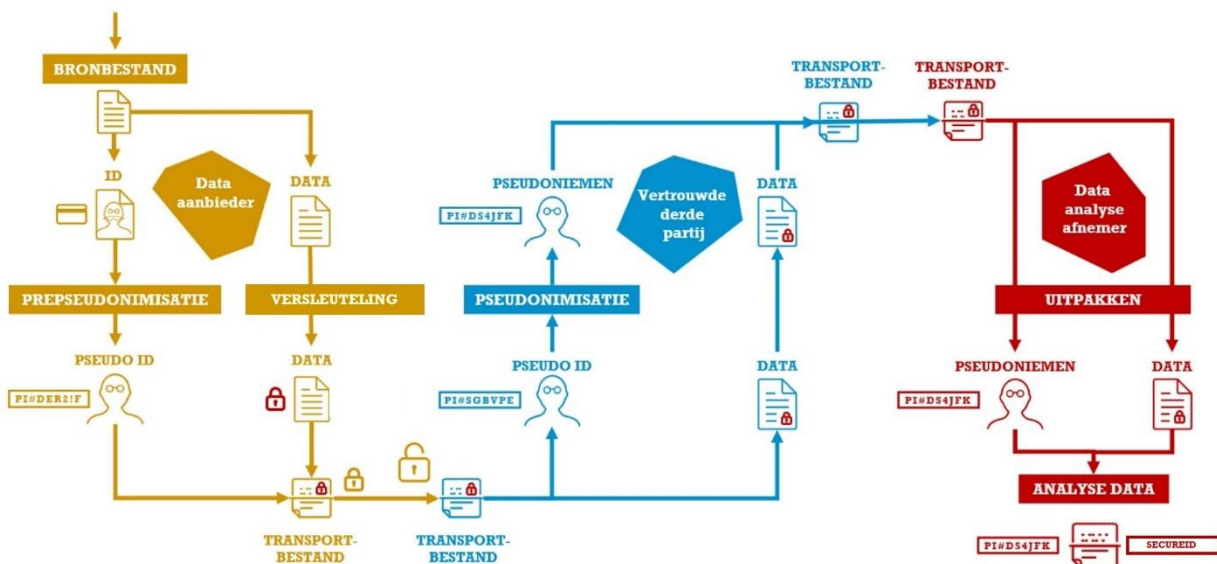 BRONBESTAND
ID
DATA
Data
aanbieder
PREPSEUDONIMISATIE
VERSLEUTELING
PSEUDO ID
DATA
PI#DER2!F
TRANSPORT-
BESTAND
TRANSPORT-
BESTAND
PSEUDO ID
PI#SGBVPE
DATA
PSEUDONIMISATIE
PSEUDONIEMEN
PI#DS4JFK
Vertrouwde
derde
partij
DATA
TRANSPORT-
BESTAND
TRANSPORT-
BESTAND
Data
analyse
afnemer
UITPAKKEN
PSEUDONIEMEN
PI#DS4JFK
DATA
ANALYSE DATA
PI#DS4JFK
SECUREID